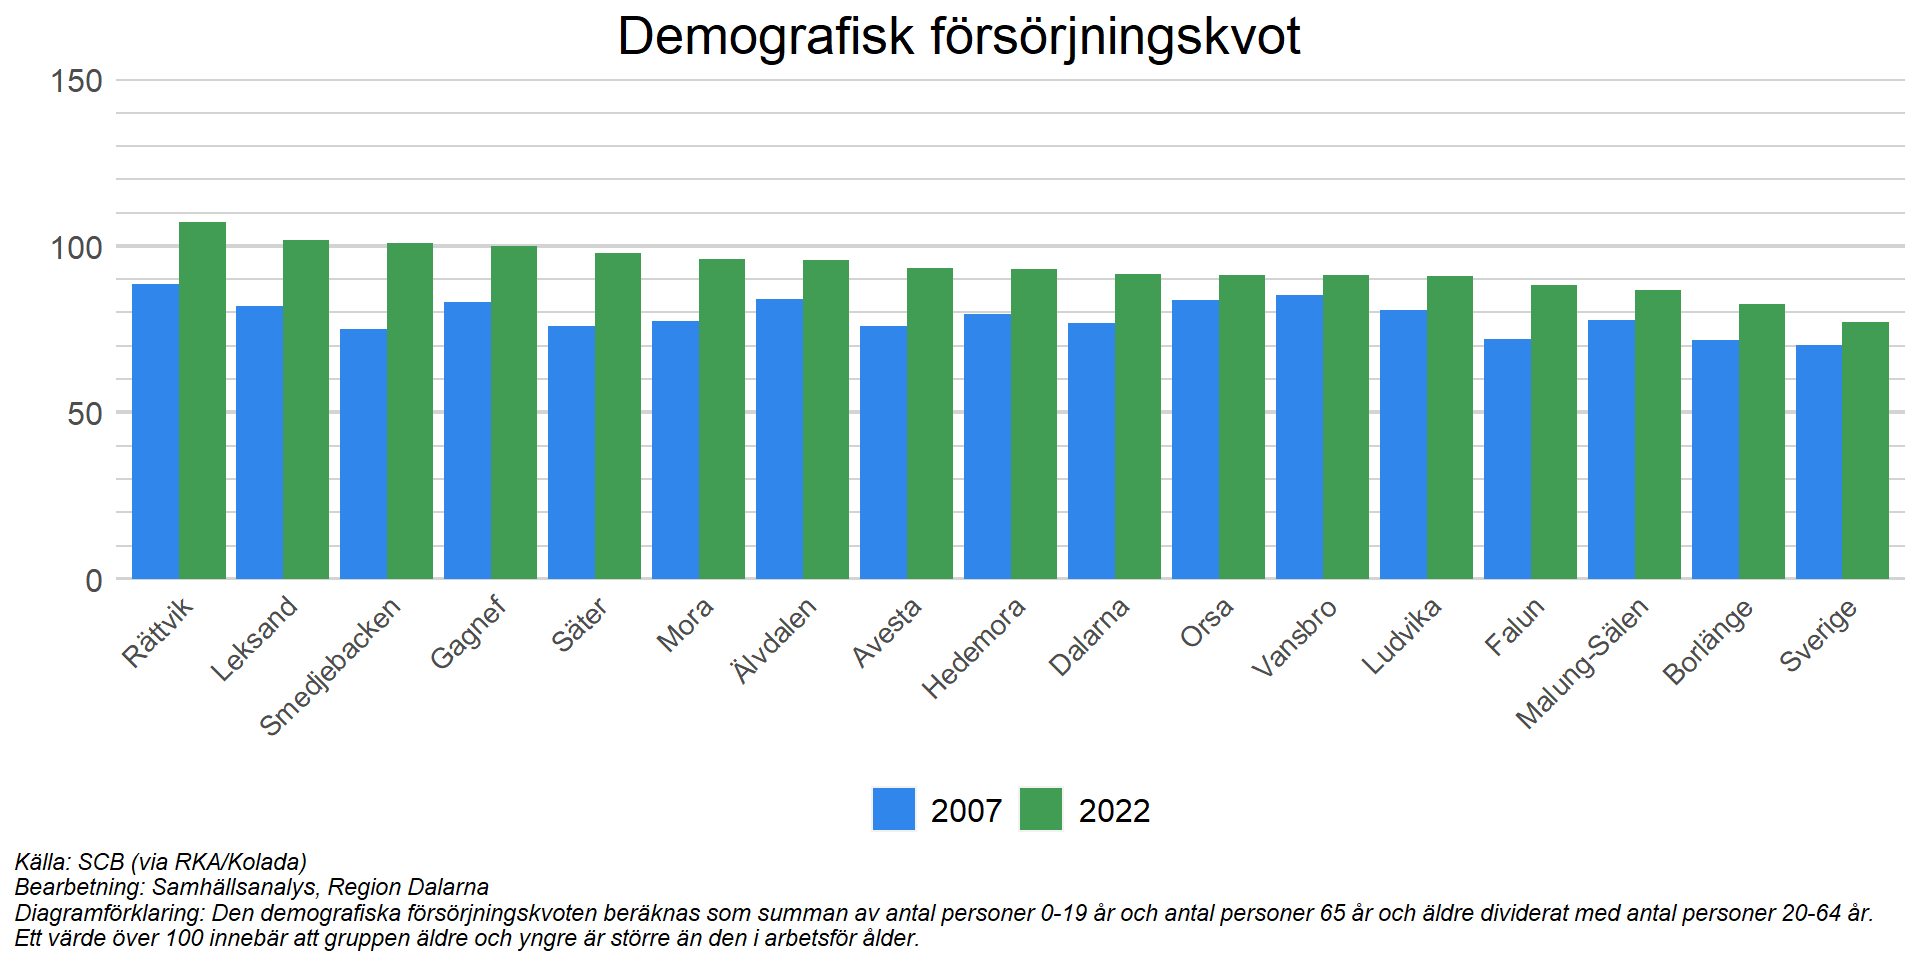 Demografisk försörjningskvot
150
100
50
0
Rättvik
Leksand
Smedjebacken
Gagnef
Säter
Mora
Älvdalen
Avesta
Hedemora
Dalarna
Orsa
Vansbro
Ludvika
Falun
Malung-Sälen
Borlänge
Sverige
2007 2022
Källa: SCB (via RKA/Kolada)
Bearbetning: Samhällsanalys, Region Dalarna
Diagramförklaring: Den demografiska försörjningskvoten beräknas som summan av antal personer 0-19 år och antal personer 65 år och äldre dividerat med antal personer 20-64 år.
Ett värde över 100 innebär att gruppen äldre och yngre är större än den i arbetsför ålder.